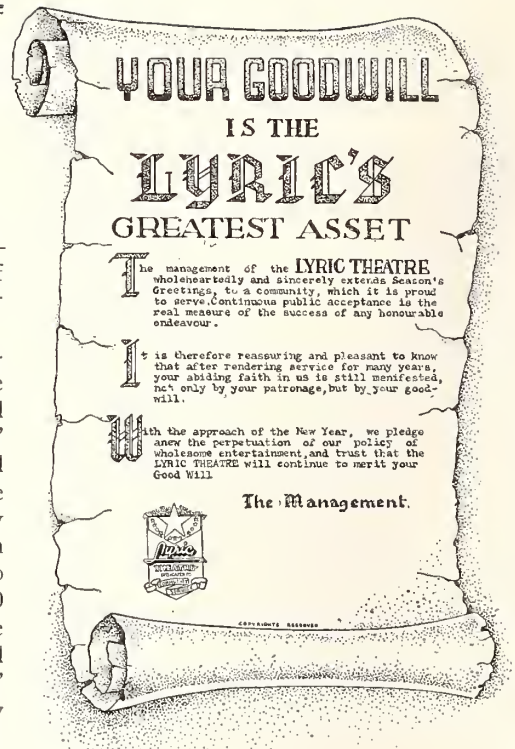 YOUR GOODWILL
IS THE
LYRIC'S
GREATEST ASSET
The management of the LYRIC THEATRE
wholeheartedly and sincerely extends Season's
Greetings, to a community, which it is proud
to serve.Continuous public acceptance is the
real measure of the success of any honourable
endeavour.
It is therefore reassuring and pleasant to know
that after rendering service for many years,
your abiding faith in us is still menifested,
not only by your patronage,but by your good-
will.
With the approach of the New Year, we pledge
anew the perpetuation of our policy of
wholesome entertainment,and trust that the
LYRIC THEATRE will continue to merit your
Good Will
The Management.
Lyric
THEATRE
COPYRIGHTS RESERVED